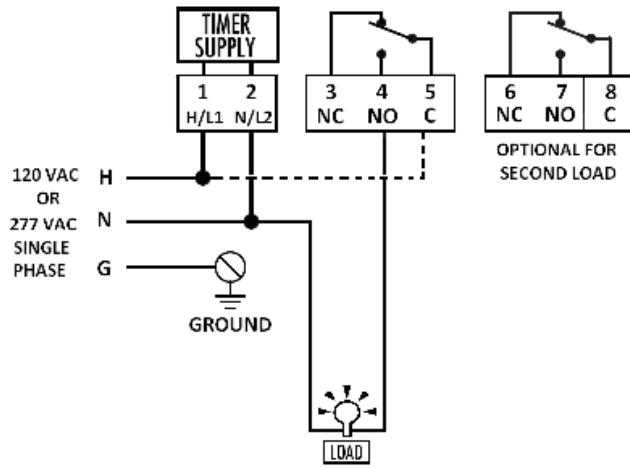 TIMER
SUPPLY
1 2
H/L1 N/L2
3 4 5
NC NO C
6 7 8
NC NO C
OPTIONAL FOR
SECOND LOAD
120 VAC
OR
277 VAC
SINGLE
PHASE
H
N
G
GROUND
LOAD